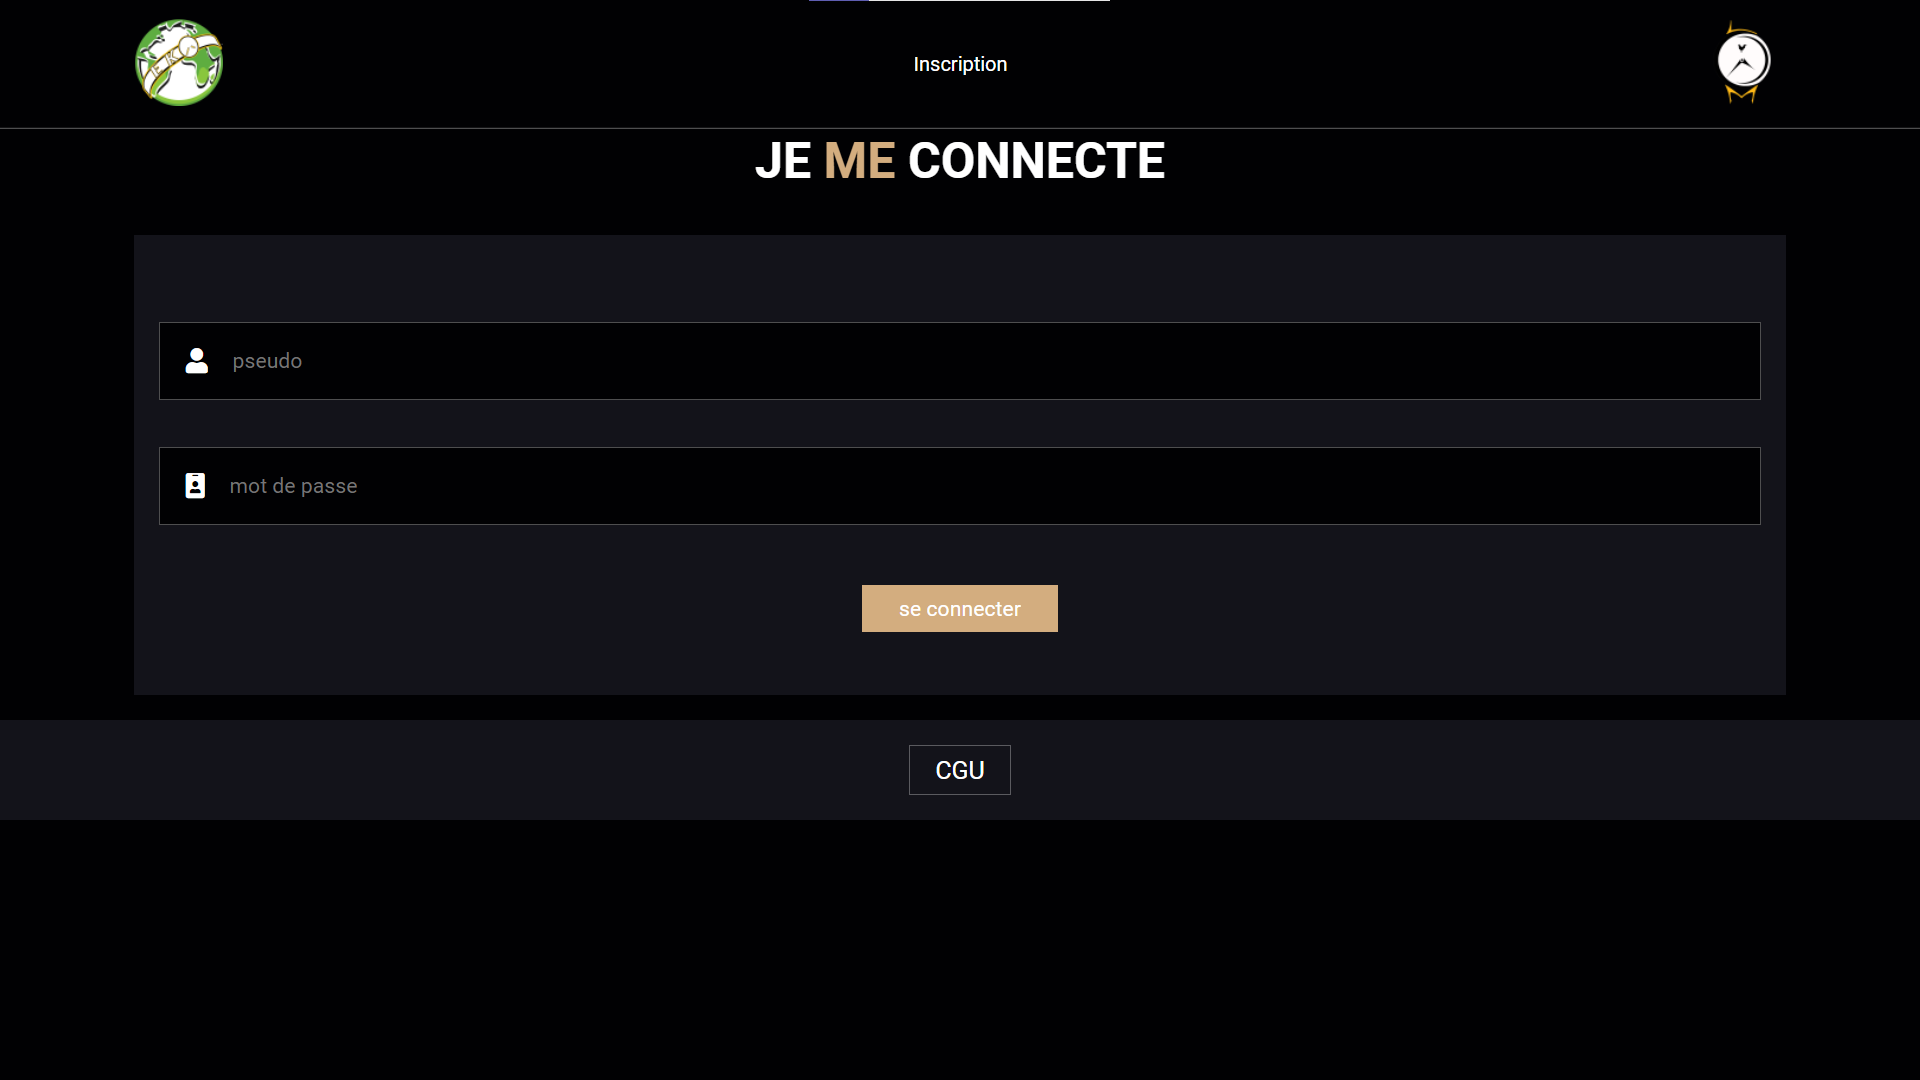 Inscription
JE ME CONNECTE
pseudo
mot de passe
se connecter
CGU